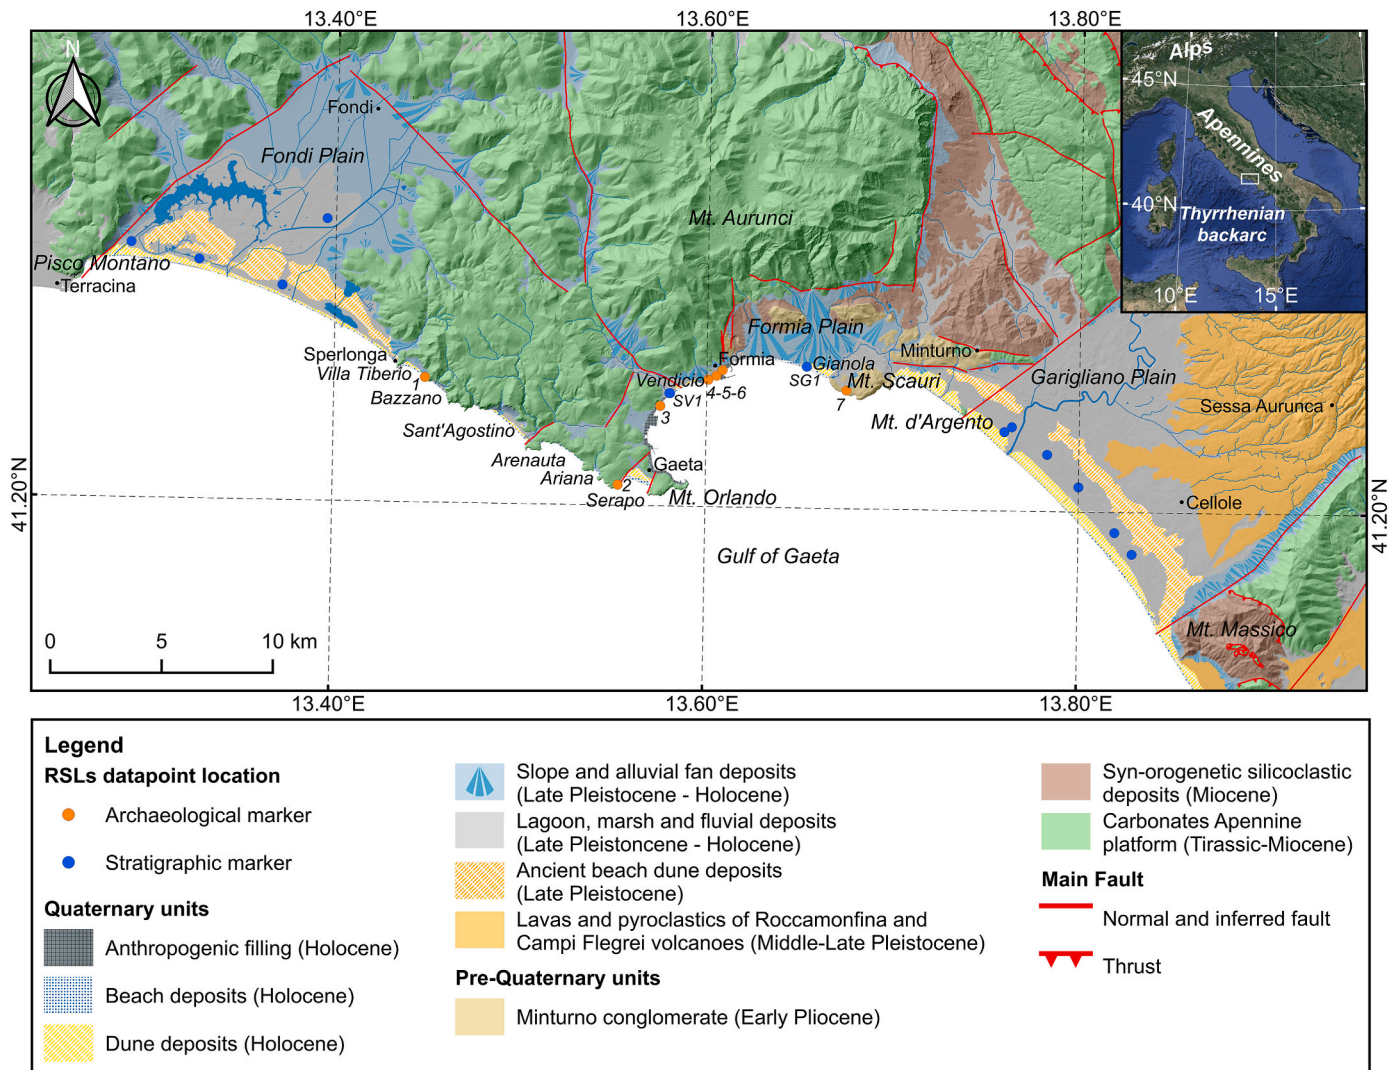 13.40°E
13.60°E
13.80°E
N
Alps
45°N
Apennines
40°N
Thyrrhenian
backarc
10°E
15°E
Fondi
Fondi Plain
Mt. Aurunci
Pisco Montano
Terracina
Formia Plain
Sperlonga
Villa Tiberio
1
Bazzano
Formia
Vendicio
4-5-6
SV1
3
SG1
Gianola
Mt. Scauri
7
Minturno
Garigliano Plain
Mt. d'Argento
Sessa Aurunca
Sant'Agostino
Arenauta
Ariana
Gaeta
2
Serapo
Mt. Orlando
Cellole
41.20°N
41.20°N
Gulf of Gaeta
Mt. Massico
0
5
10 km
13.40°E
13.60°E
13.80°E
Legend
RSLs datapoint location
Archaeological marker
Stratigraphic marker
Quaternary units
Anthropogenic filling (Holocene)
Beach deposits (Holocene)
Dune deposits (Holocene)
Slope and alluvial fan deposits
(Late Pleistocene - Holocene)
Lagoon, marsh and fluvial deposits
(Late Pleistoncene - Holocene)
Ancient beach dune deposits
(Late Pleistocene)
Lavas and pyroclastics of Roccamonfina and
Campi Flegrei volcanoes (Middle-Late Pleistocene)
Pre-Quaternary units
Minturno conglomerate (Early Pliocene)
Syn-orogenetic silicoclastic
deposits (Miocene)
Carbonates Apennine
platform (Tirassic-Miocene)
Main Fault
Normal and inferred fault
Thrust